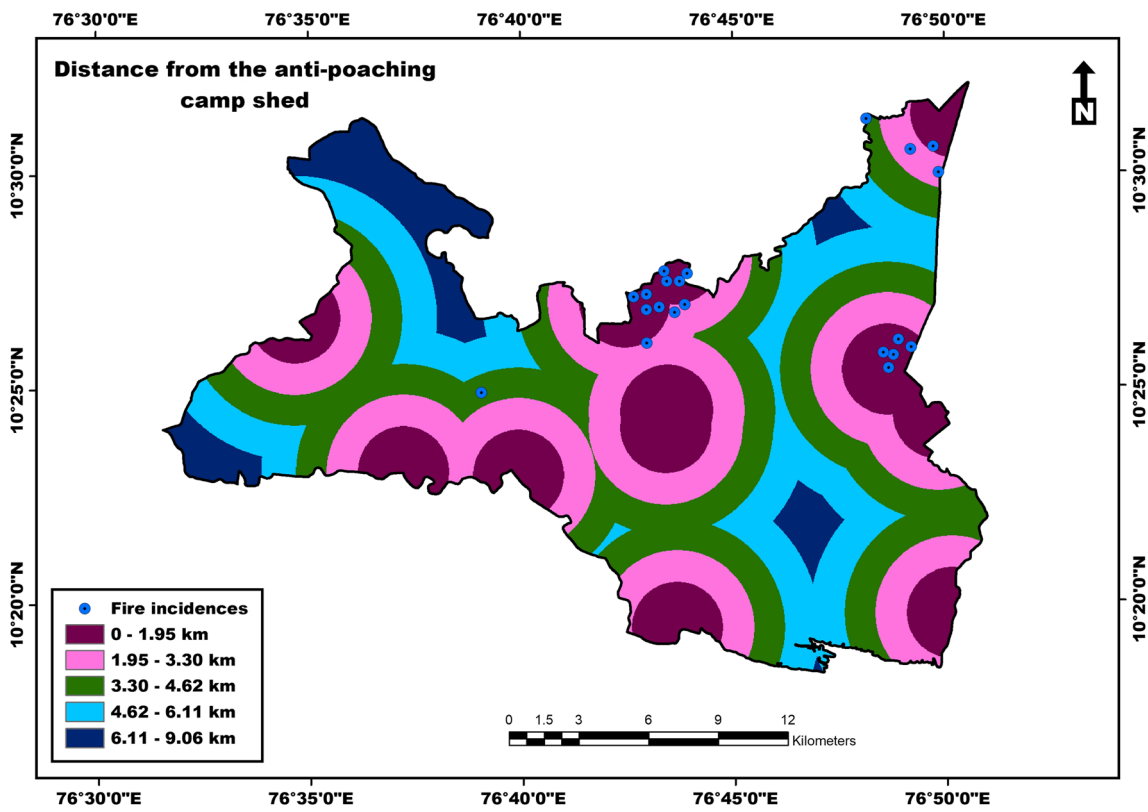 76°30'0"E 76°35'0"E 76°40'0"E 76°45'0"E 76°50'0"E
Distance from the anti-poaching
camp shed
N
10°30'0"N 10°30'0"N
10°25'0"N 10°25'0"N
10°20'0"N 10°20'0"N
Fire incidences
0 - 1.95 km
1.95 - 3.30 km
3.30 - 4.62 km
4.62 - 6.11 km
6.11 - 9.06 km
0 1.5 3 6 9 12
Kilometers
76°30'0"E 76°35'0"E 76°40'0"E 76°45'0"E 76°50'0"E